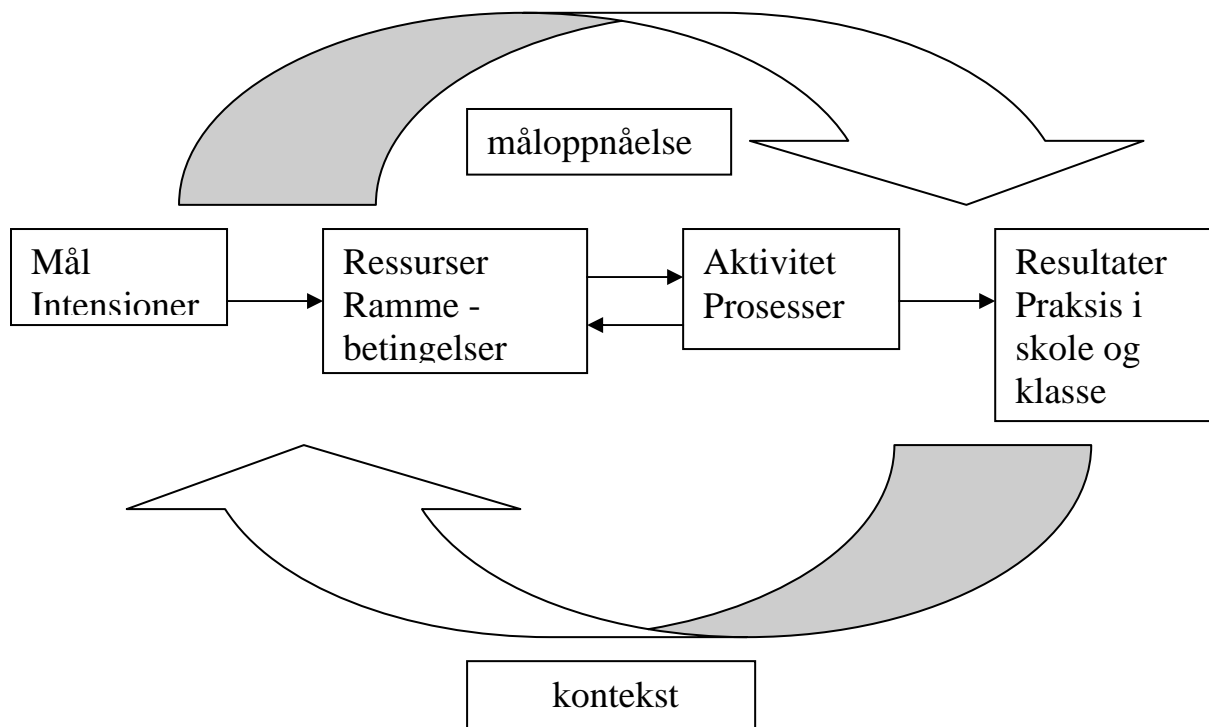 måloppnåelse
Mål
Intensioner
Ressurser
Ramme -
betingelser
Aktivitet
Prosesser
Resultater
Praksis i
skole og
klasse
kontekst